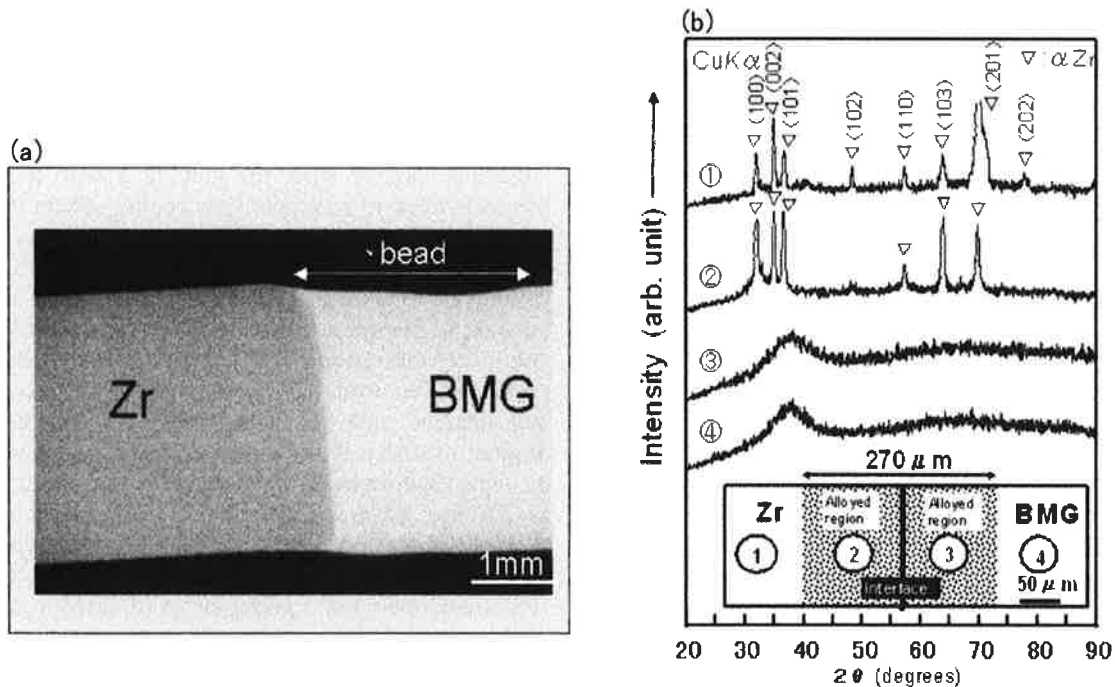 (a)
bead
Zr
BMG
1mm
(b)
CuKα
▽:αZr
(100)
(002)
(101)
(102)
(110)
(103)
(201)
(202)
①
②
③
④
Intensity (arb. unit)
270 μm
Zr
Alloyed region
Alloyed region
BMG
1
2
3
4
Interface
50 μm
20 30 40 50 60 70 80 90
2θ (degrees)